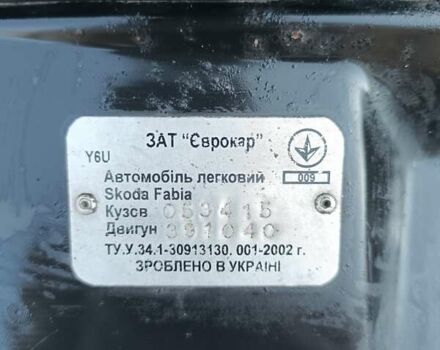 ЗАТ "Єврокар"
Y6U
Автомобіль легковий 009
Skoda Fabia
Кузов 053415
Двигун 391040
ТУ.У.34.1-30913130. 001-2002 г.
ЗРОБЛЕНО В УКРАЇНІ